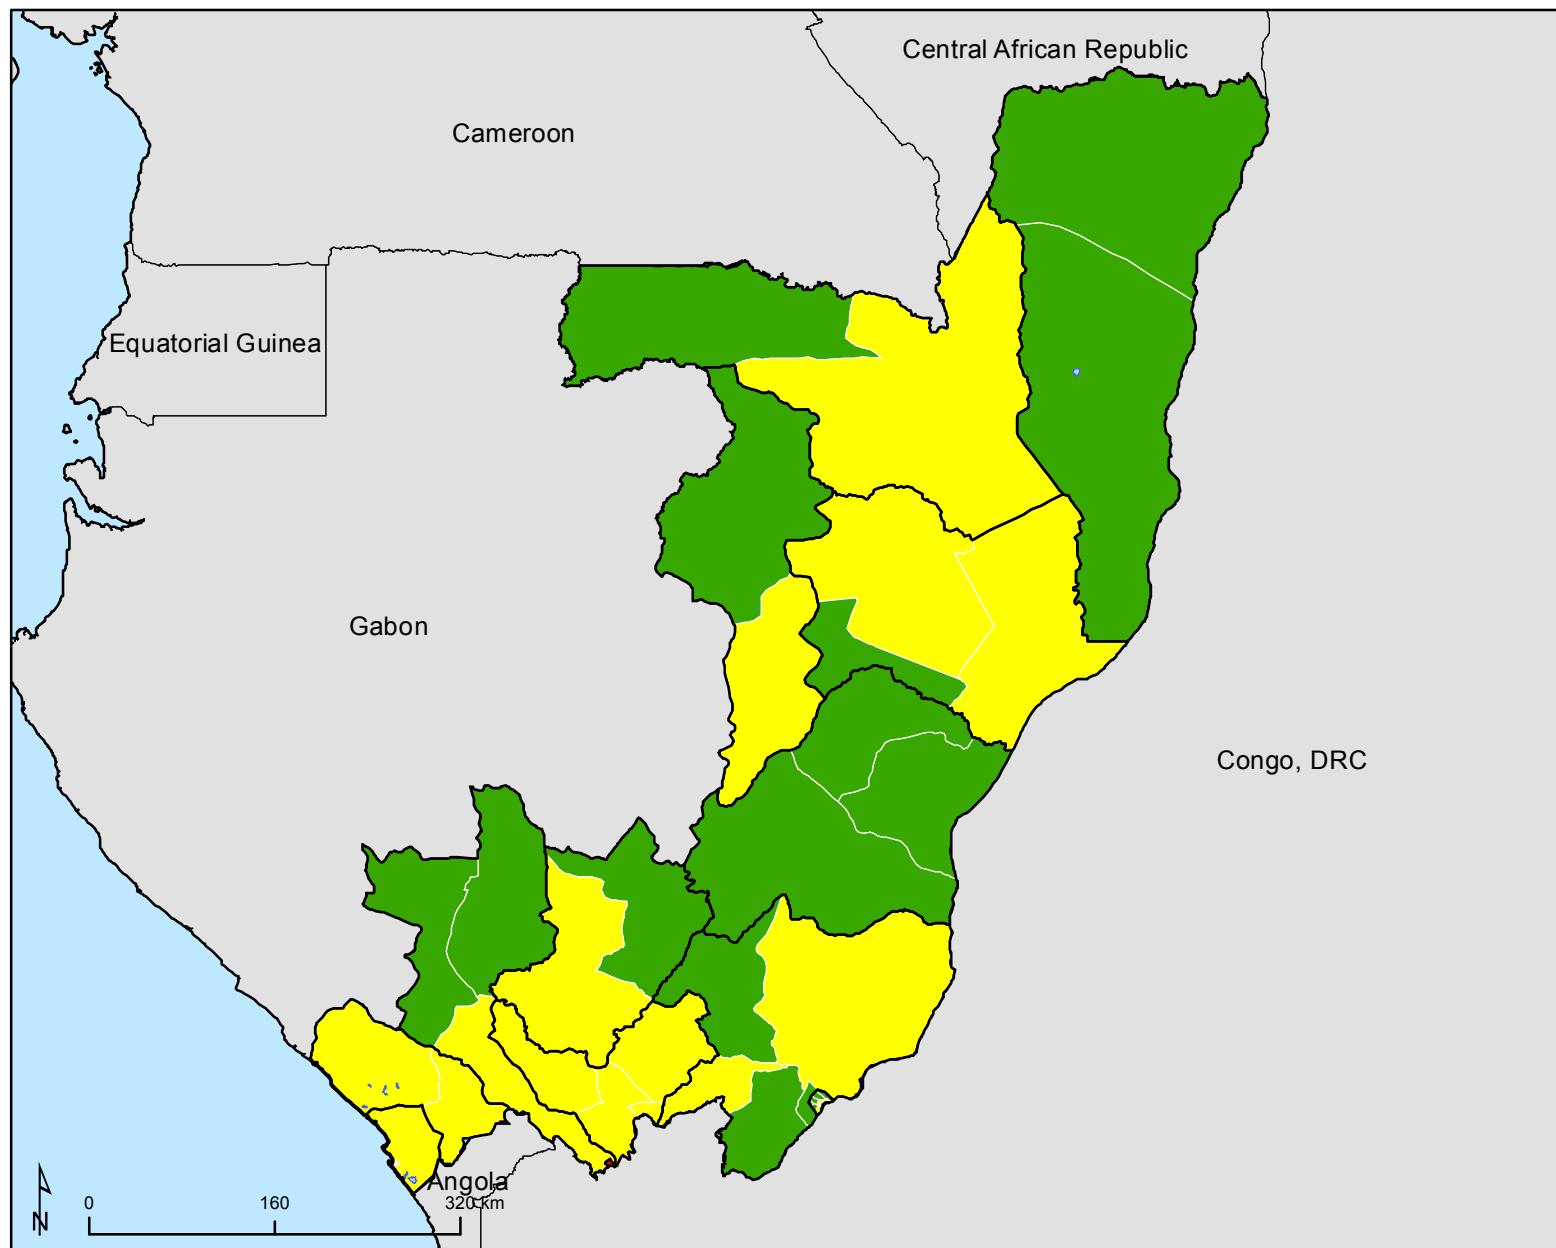 Central African Republic
Cameroon
Equatorial Guinea
Gabon
Congo, DRC
Angola
0 160 320 km
N